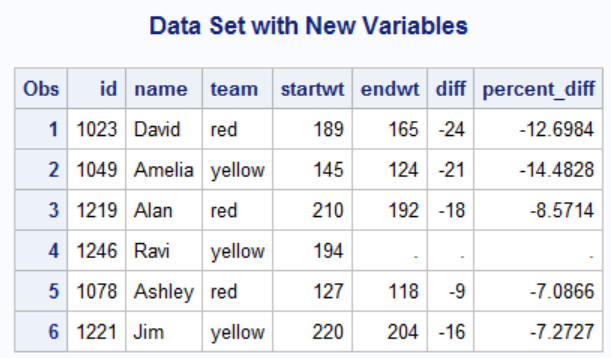 Data Set with New Variables
Obs id name team startwt endwt diff percent_diff
1 1023 David red 189 165 -24 -12.6984
2 1049 Amelia yellow 145 124 -21 -14.4828
3 1219 Alan red 210 192 -18 -8.5714
4 1246 Ravi yellow 194 . . .
5 1078 Ashley red 127 118 -9 -7.0866
6 1221 Jim yellow 220 204 -16 -7.2727